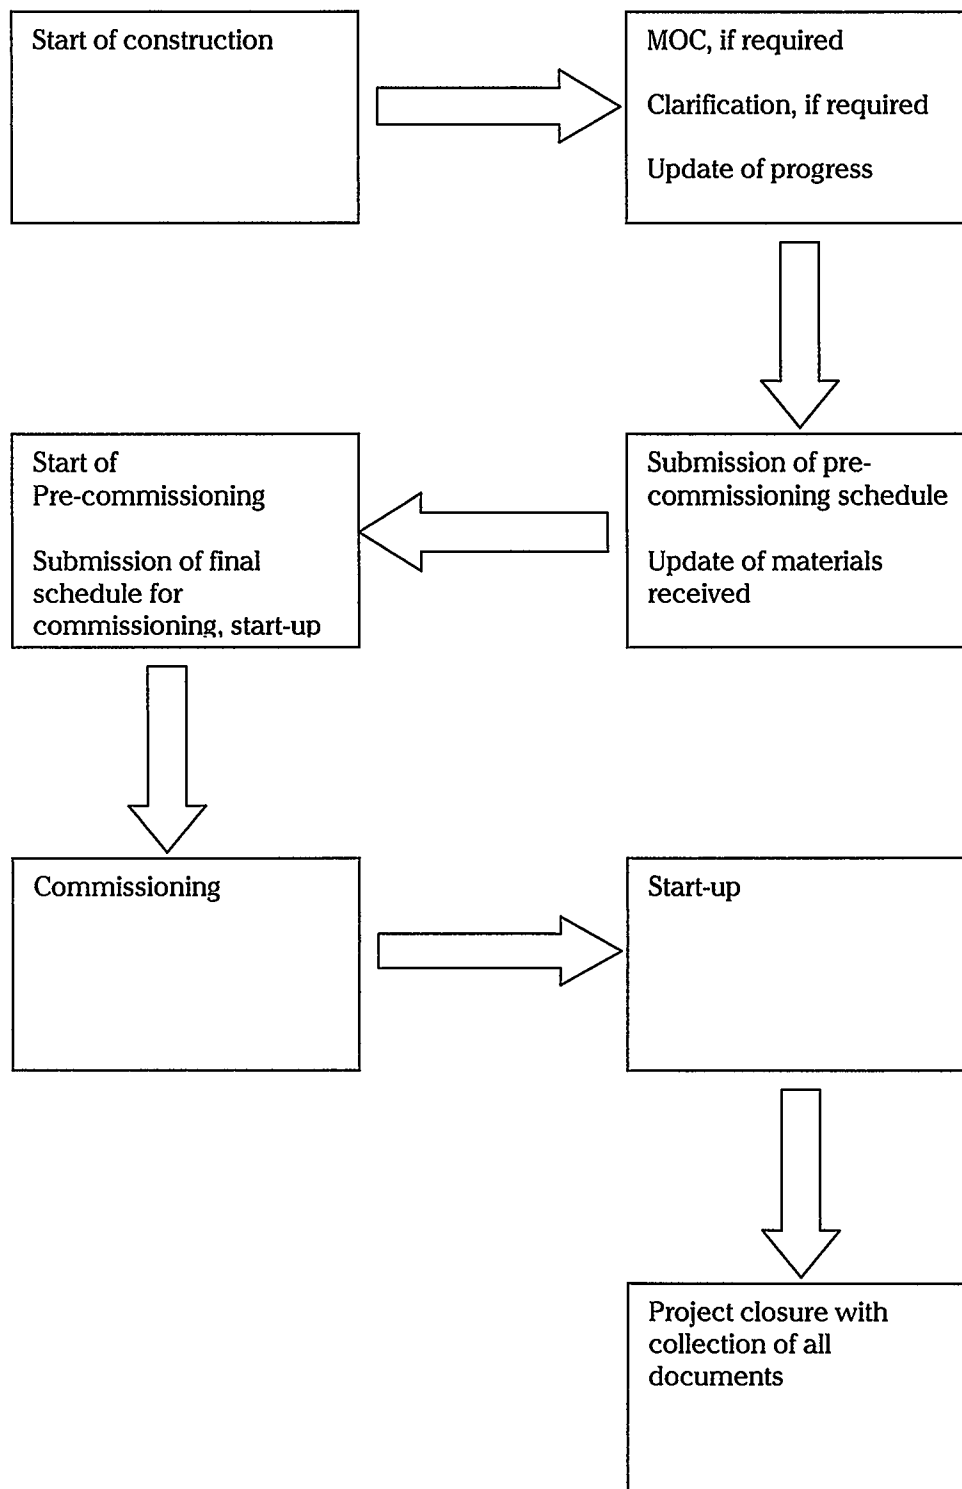 Start of construction
MOC, if required
Clarification, if required
Update of progress
Submission of pre-
commissioning schedule
Update of materials
received
Start of
Pre-commissioning
Submission of final
schedule for
commissioning, start-up
Commissioning
Start-up
Project closure with
collection of all
documents